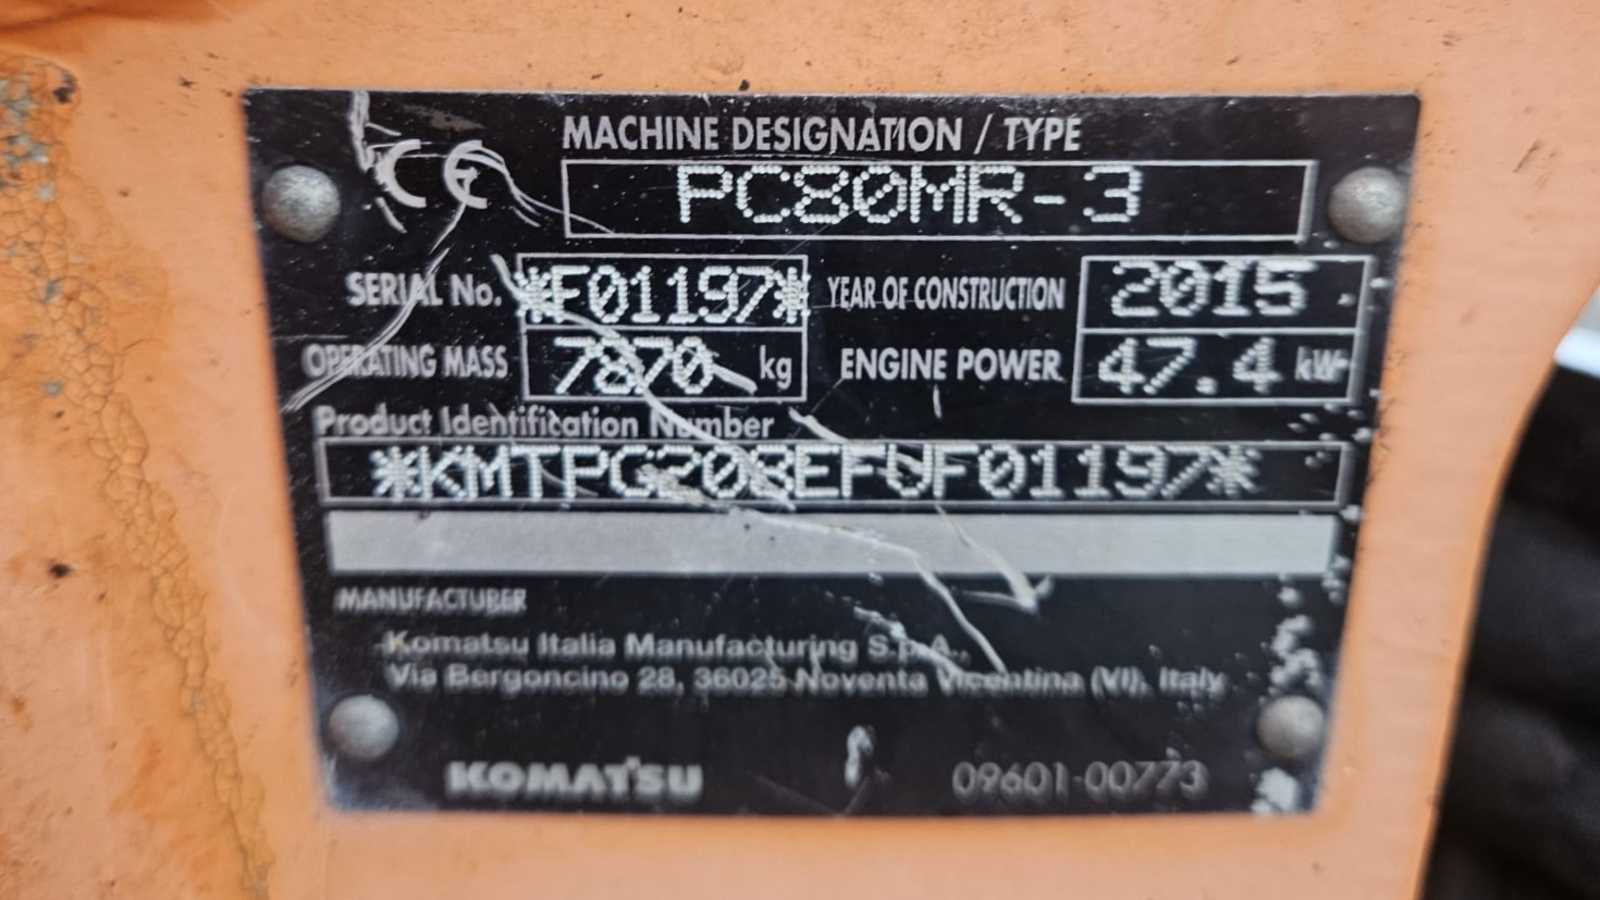 MACHINE DESIGNATION / TYPE
CE PC80MR-3
SERIAL No. *F01197* YEAR OF CONSTRUCTION 2015
OPERATING MASS 7870 kg ENGINE POWER 47.4 kW
Product Identification Number
*KMTPG208EFUF01197*
MANUFACTURER
Komatsu Italia Manufacturing S.p.A.,
Via Bergoncino 28, 36025 Noventa Vicentina (VI), Italy
KOMATSU 09601-00773